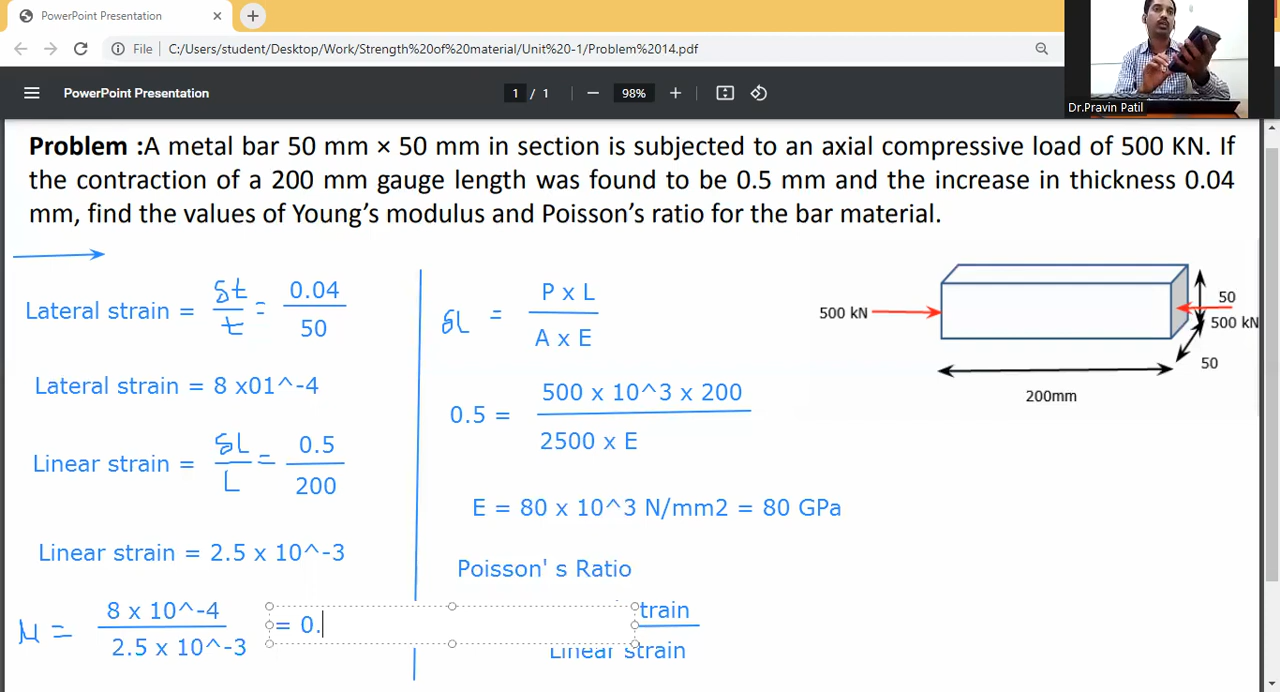 PowerPoint Presentation
File
C:/Users/student/Desktop/Work/Strength%20of%20material/Unit%20-1/Problem%2014.pdf
PowerPoint Presentation
1 / 1
98%
Dr.Pravin Patil
Problem :A metal bar 50 mm × 50 mm in section is subjected to an axial compressive load of 500 KN. If
the contraction of a 200 mm gauge length was found to be 0.5 mm and the increase in thickness 0.04
mm, find the values of Young's modulus and Poisson's ratio for the bar material.
Lateral strain = δt / t = 0.04 / 50
Lateral strain = 8 x01^-4
Linear strain = δL / L = 0.5 / 200
Linear strain = 2.5 x 10^-3
μ = 8 x 10^-4 / 2.5 x 10^-3 = 0.
δL = P x L / A x E
0.5 = 500 x 10^3 x 200 / 2500 x E
E = 80 x 10^3 N/mm2 = 80 GPa
Poisson' s Ratio
train
Linear strain
500 kN
50
500 kN
50
200mm